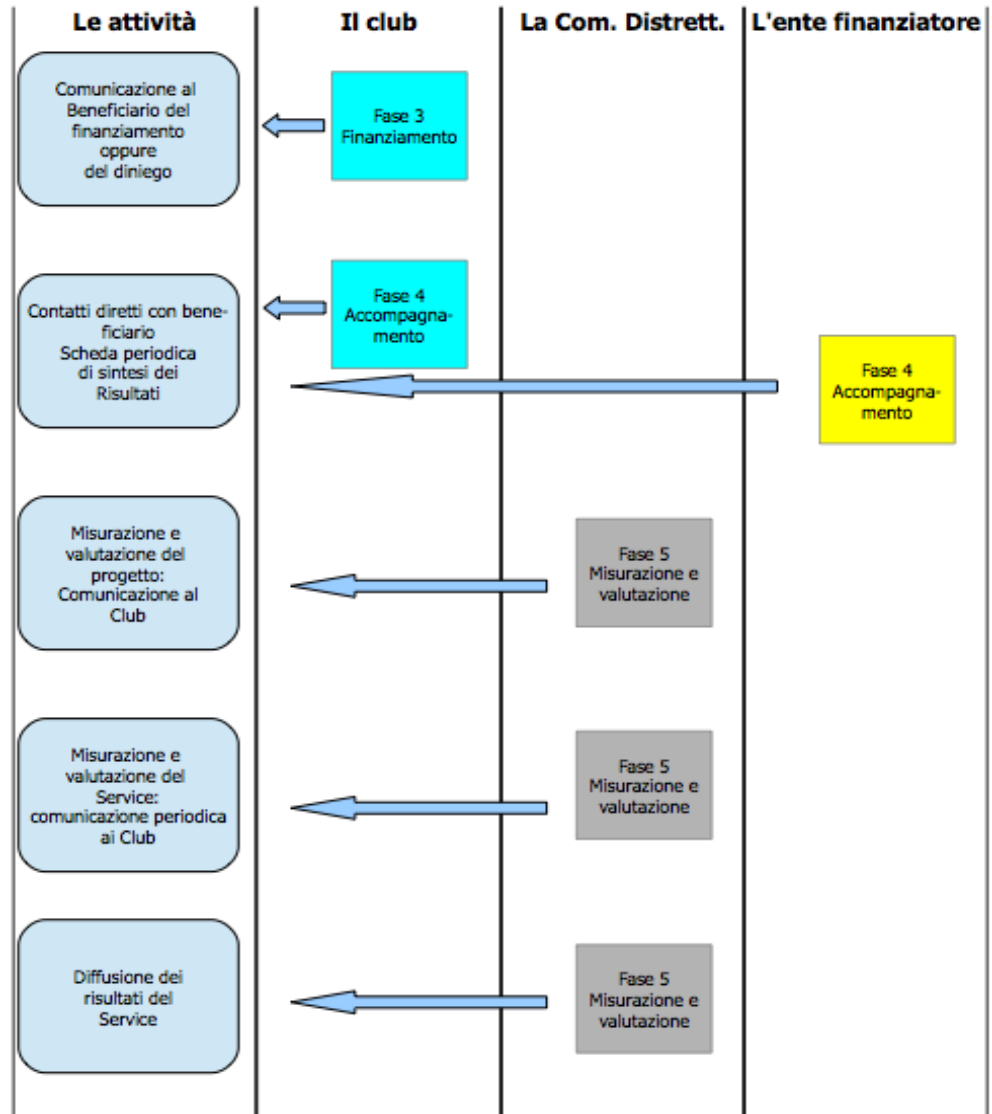 Le attività
Il club
La Com. Distrett.
L'ente finanziatore
Comunicazione al
Beneficiario del
finanziamento
oppure
del diniego
Fase 3
Finanziamento
Contatti diretti con bene-
ficiario
Scheda periodica
di sintesi dei
Risultati
Fase 4
Accompagna-
mento
Fase 4
Accompagna-
mento
Misurazione e
valutazione del
progetto:
Comunicazione al
Club
Fase 5
Misurazione e
valutazione
Misurazione e
valutazione del
Service:
comunicazione periodica
ai Club
Fase 5
Misurazione e
valutazione
Diffusione dei
risultati del
Service
Fase 5
Misurazione e
valutazione